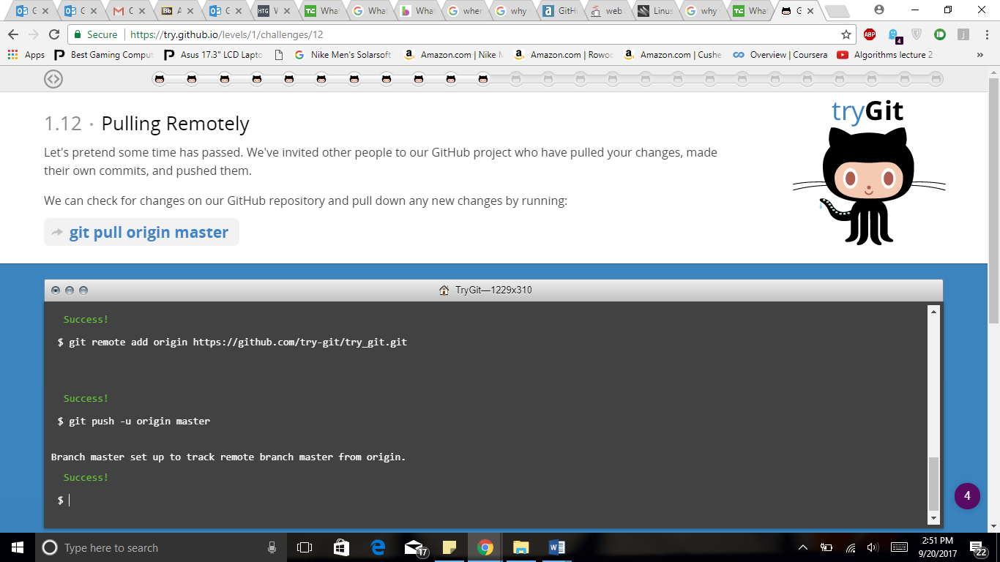 G
G
G
Bb A
G
HTG W
TC What
G What
b What
G when
G why
a GitH
web
Linus
G why
TC What
G
Secure https://try.github.io/levels/1/challenges/12
ABP
4
j
Apps
Best Gaming Comput
Asus 17.3" LCD Lapto
Nike Men's Solarsoft
Amazon.com | Nike M
Amazon.com | Rowo
Amazon.com | Cushe
Overview | Coursera
Algorithms lecture 2
»
1.12 · Pulling Remotely
tryGit
Let's pretend some time has passed. We've invited other people to our GitHub project who have pulled your changes, made
their own commits, and pushed them.
We can check for changes on our GitHub repository and pull down any new changes by running:
git pull origin master
TryGit—1229x310
Success!
$ git remote add origin https://github.com/try-git/try_git.git
Success!
$ git push -u origin master
Branch master set up to track remote branch master from origin.
Success!
$
4
Type here to search
17
2:51 PM
9/20/2017
22